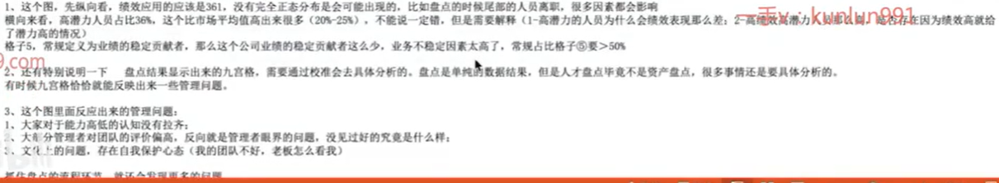 1、这个图，先纵向看，绩效应用的应该是361，没有完全正态分布是会可能出现的，比如盘点的时候尾部的人员离职，很多因素都会影响
横向来看，高潜力人员占比36%，这个比市场平均值高出来很多（20%-25%），不能说一定错，但是需要解释（1-高潜力的人员为什么会绩效表现那么差；2-高绩效高潜力人员那么高，是否存在因为绩效高就给
了潜力高的情况）
一手v：kunlun991
格子5，常规定义为业绩的稳定贡献者，那么这个公司业绩的稳定贡献者这么少，业务不稳定因素太高了，常规占比格子⑤要＞50%
9.com
2、还有特别说明一下 盘点结果显示出来的九宫格，需要通过校准会去具体分析的。盘点是单纯的数据结果，但是人才盘点毕竟不是资产盘点，很多事情还是要具体分析的。
有时候九宫格恰恰就能反映出来一些管理问题。
3、这个图里面反应出来的管理问题：
1、大家对于能力高低的认知没有拉齐；
2、大部分管理者对团队的评价偏高，反向就是管理者眼界的问题，没见过好的究竟是什么样；
3、文化上的问题，存在自我保护心态（我的团队不好，老板怎么看我）
抓住盘点的流程环节，就还会发现更多的问题